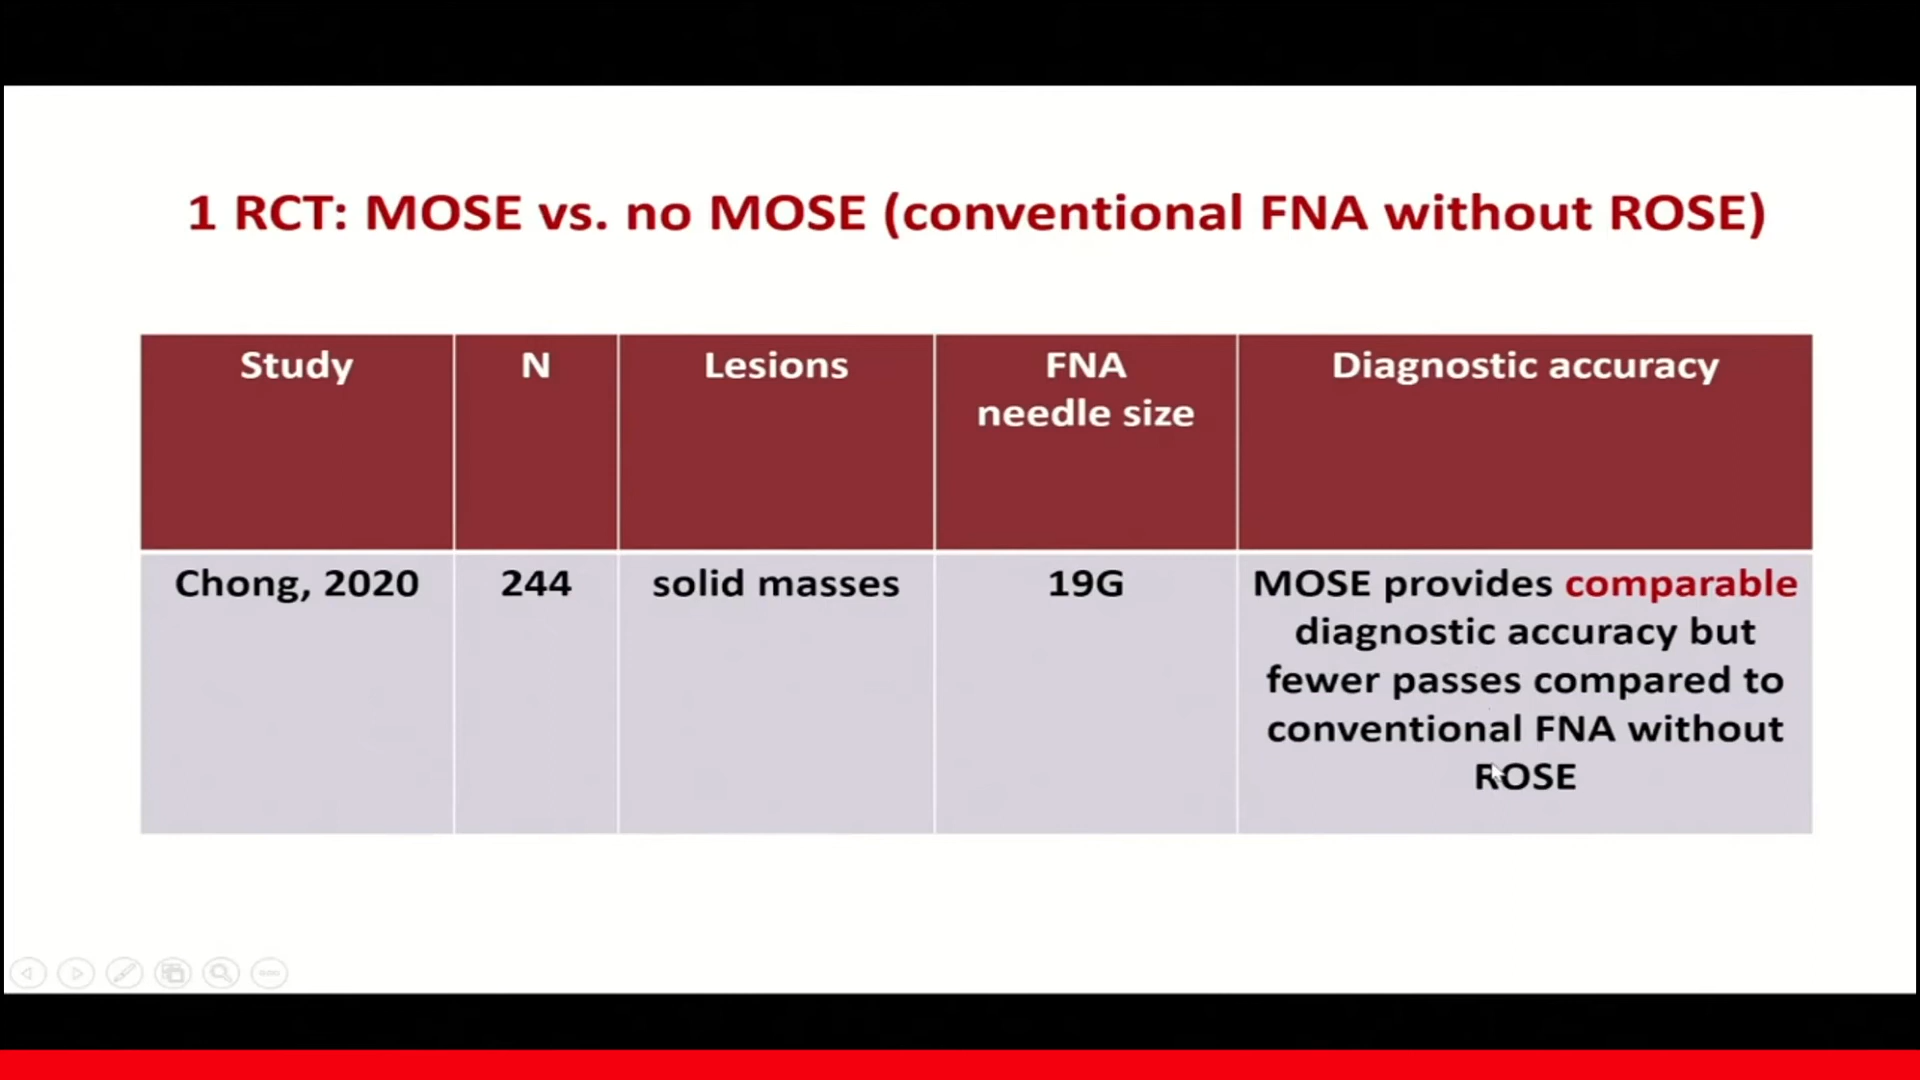 1 RCT: MOSE vs. no MOSE (conventional FNA without ROSE)
Study
N
Lesions
FNA
needle size
Diagnostic accuracy
Chong, 2020
244
solid masses
19G
MOSE provides comparable
diagnostic accuracy but
fewer passes compared to
conventional FNA without
ROSE